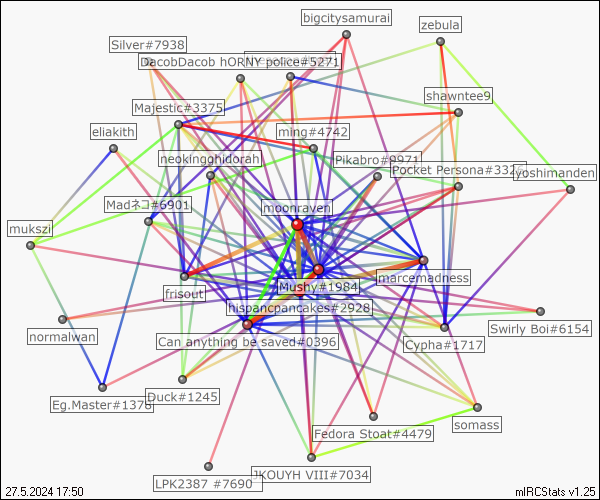 bigcitysamurai
zebula
Silver#7938
DacobDacob hORNY police#5271
shawntee9
Majestic#3375
eliakith
ming#4742
neokingghidorah
Pikabro#9971
Pocket Persona#332
yoshimanden
Madネコ#6901
moonraven
mukszi
marcemadness
Mushy#1984
frisout
hispancpancakes#2928
Swirly Boi#6154
normalwan
Can anything be saved#0396
Cypha#1717
Eg.Master#1378
Duck#1245
somass
Fedora Stoat#4479
LPK2387 #7690
JKOUYH VIII#7034
27.5.2024 17:50
mIRCStats v1.25